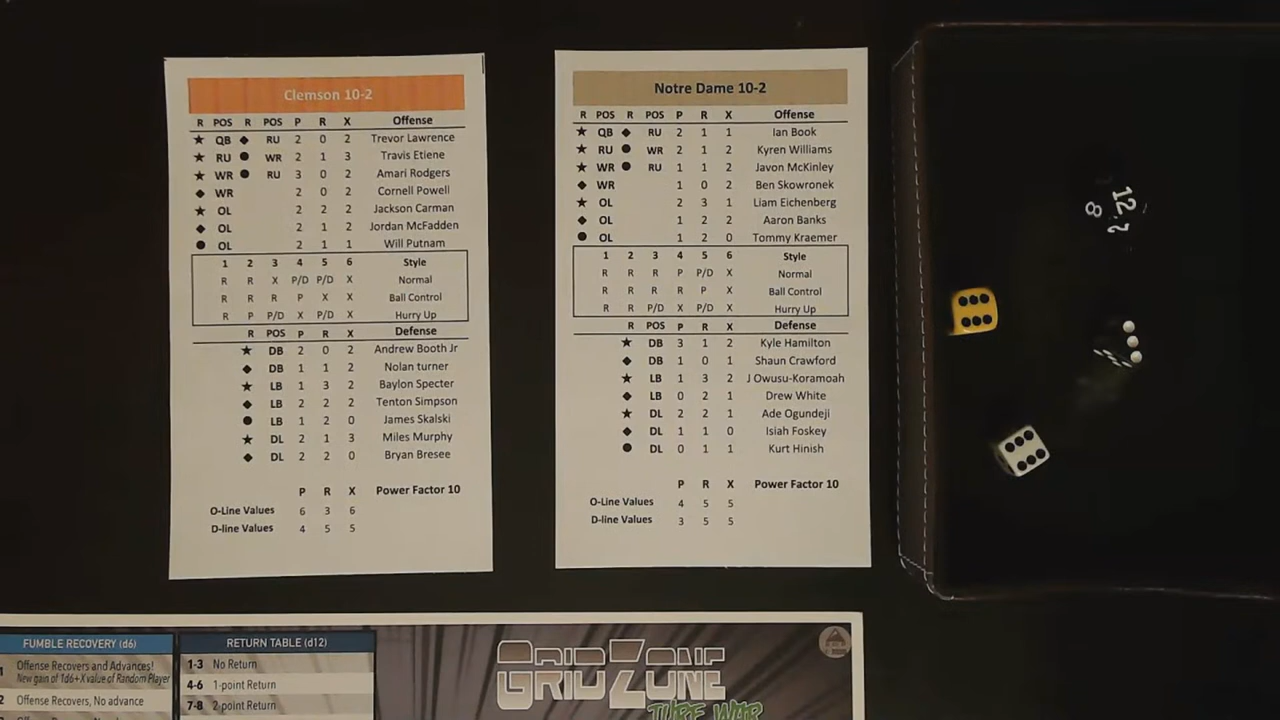 Clemson 10-2
R POS R POS P R X Offense
★ QB ◆ RU 2 0 2 Trevor Lawrence
★ RU ● WR 2 1 3 Travis Etiene
★ WR ● RU 3 0 2 Amari Rodgers
◆ WR 2 0 2 Cornell Powell
★ OL 2 2 2 Jackson Carman
◆ OL 2 1 2 Jordan McFadden
● OL 2 1 1 Will Putnam
1 2 3 4 5 6 Style
R R X P/D P/D X Normal
R R R P X X Ball Control
R P P/D X P/D X Hurry Up
R POS P R X Defense
★ DB 2 0 2 Andrew Booth Jr
◆ DB 1 1 2 Nolan turner
★ LB 1 3 2 Baylon Specter
◆ LB 2 2 2 Tenton Simpson
● LB 1 2 0 James Skalski
★ DL 2 1 3 Miles Murphy
◆ DL 2 2 0 Bryan Bresee
P R X Power Factor 10
O-Line Values 6 3 6
D-line Values 4 5 5
Notre Dame 10-2
R POS R POS P R X Offense
★ QB ◆ RU 2 1 1 Ian Book
★ RU ● WR 2 1 2 Kyren Williams
★ WR ● RU 1 1 2 Javon McKinley
◆ WR 1 0 2 Ben Skowronek
★ OL 2 3 1 Liam Eichenberg
◆ OL 1 2 2 Aaron Banks
● OL 1 2 0 Tommy Kraemer
1 2 3 4 5 6 Style
R R R P P/D X Normal
R R R R P X Ball Control
R R P/D X P/D X Hurry Up
R POS P R X Defense
★ DB 3 1 2 Kyle Hamilton
◆ DB 1 0 1 Shaun Crawford
★ LB 1 3 2 J Owusu-Koramoah
◆ LB 0 2 1 Drew White
★ DL 2 2 1 Ade Ogundeji
◆ DL 1 1 0 Isiah Foskey
● DL 0 1 1 Kurt Hinish
P R X Power Factor 10
O-Line Values 4 5 5
D-line Values 3 5 5
12
2
8
FUMBLE RECOVERY (d6)
1 Offense Recovers and Advances!
New gain of 1d6+X value of Random Player
2 Offense Recovers, No advance
RETURN TABLE (d12)
1-3 No Return
4-6 1-point Return
7-8 2-point Return
GRIDZONE
TURF WAR